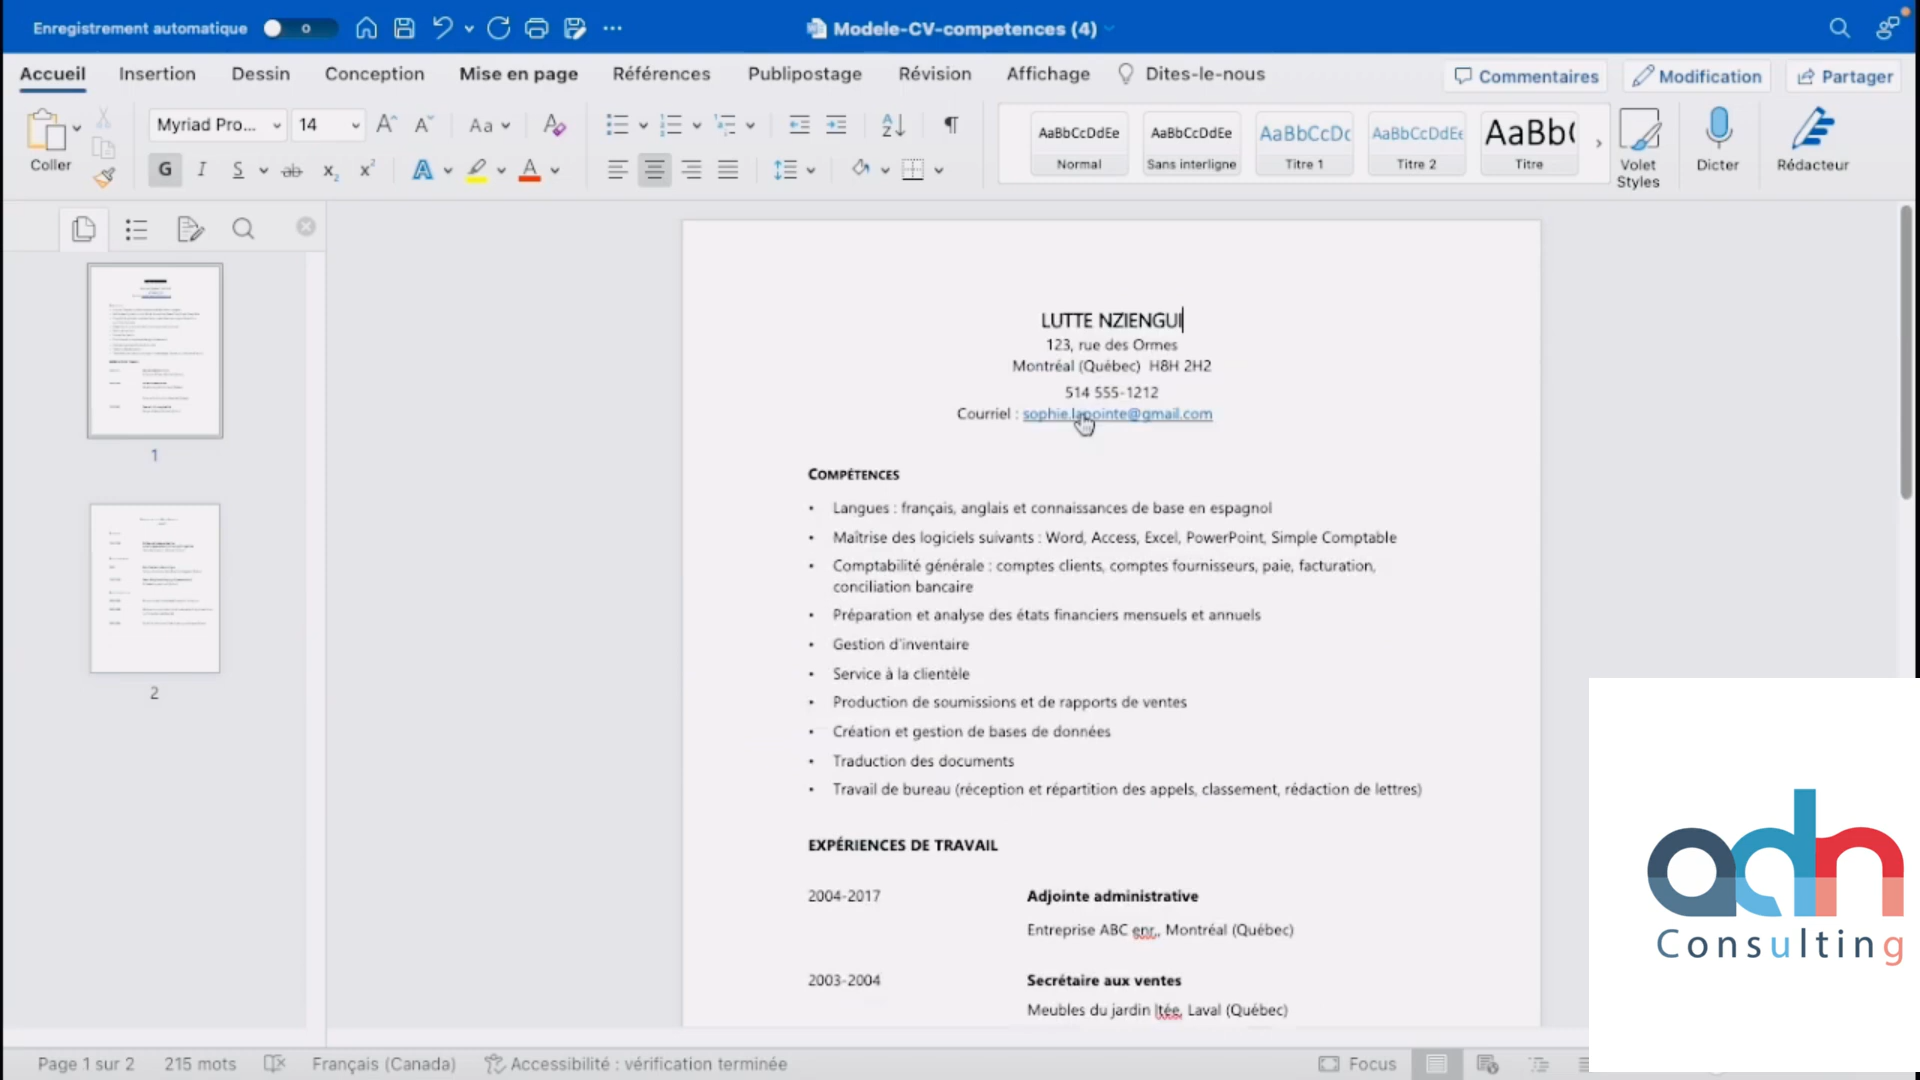 Enregistrement automatique
Modele-CV-competences (4)
Accueil Insertion Dessin Conception Mise en page Références Publipostage Révision Affichage Dites-le-nous Commentaires Modification Partager
Coller
Myriad Pro... 14
AaBbCcDdEe Normal
AaBbCcDdEe Sans interligne
AaBbCcDc Titre 1
AaBbCcDdEe Titre 2
AaBb( Titre
Volet Styles
Dicter
Rédacteur
1
2
LUTTE NZIENGUI
123, rue des Ormes
Montréal (Québec) H8H 2H2
514 555-1212
Courriel : sophie.lapointe@gmail.com
COMPÉTENCES
• Langues : français, anglais et connaissances de base en espagnol
• Maîtrise des logiciels suivants : Word, Access, Excel, PowerPoint, Simple Comptable
• Comptabilité générale : comptes clients, comptes fournisseurs, paie, facturation,
conciliation bancaire
• Préparation et analyse des états financiers mensuels et annuels
• Gestion d'inventaire
• Service à la clientèle
• Production de soumissions et de rapports de ventes
• Création et gestion de bases de données
• Traduction des documents
• Travail de bureau (réception et répartition des appels, classement, rédaction de lettres)
EXPÉRIENCES DE TRAVAIL
2004-2017 Adjointe administrative
Entreprise ABC enr., Montréal (Québec)
2003-2004 Secrétaire aux ventes
Meubles du jardin ltée, Laval (Québec)
adn
Consulting
Page 1 sur 2 215 mots Français (Canada) Accessibilité : vérification terminée Focus